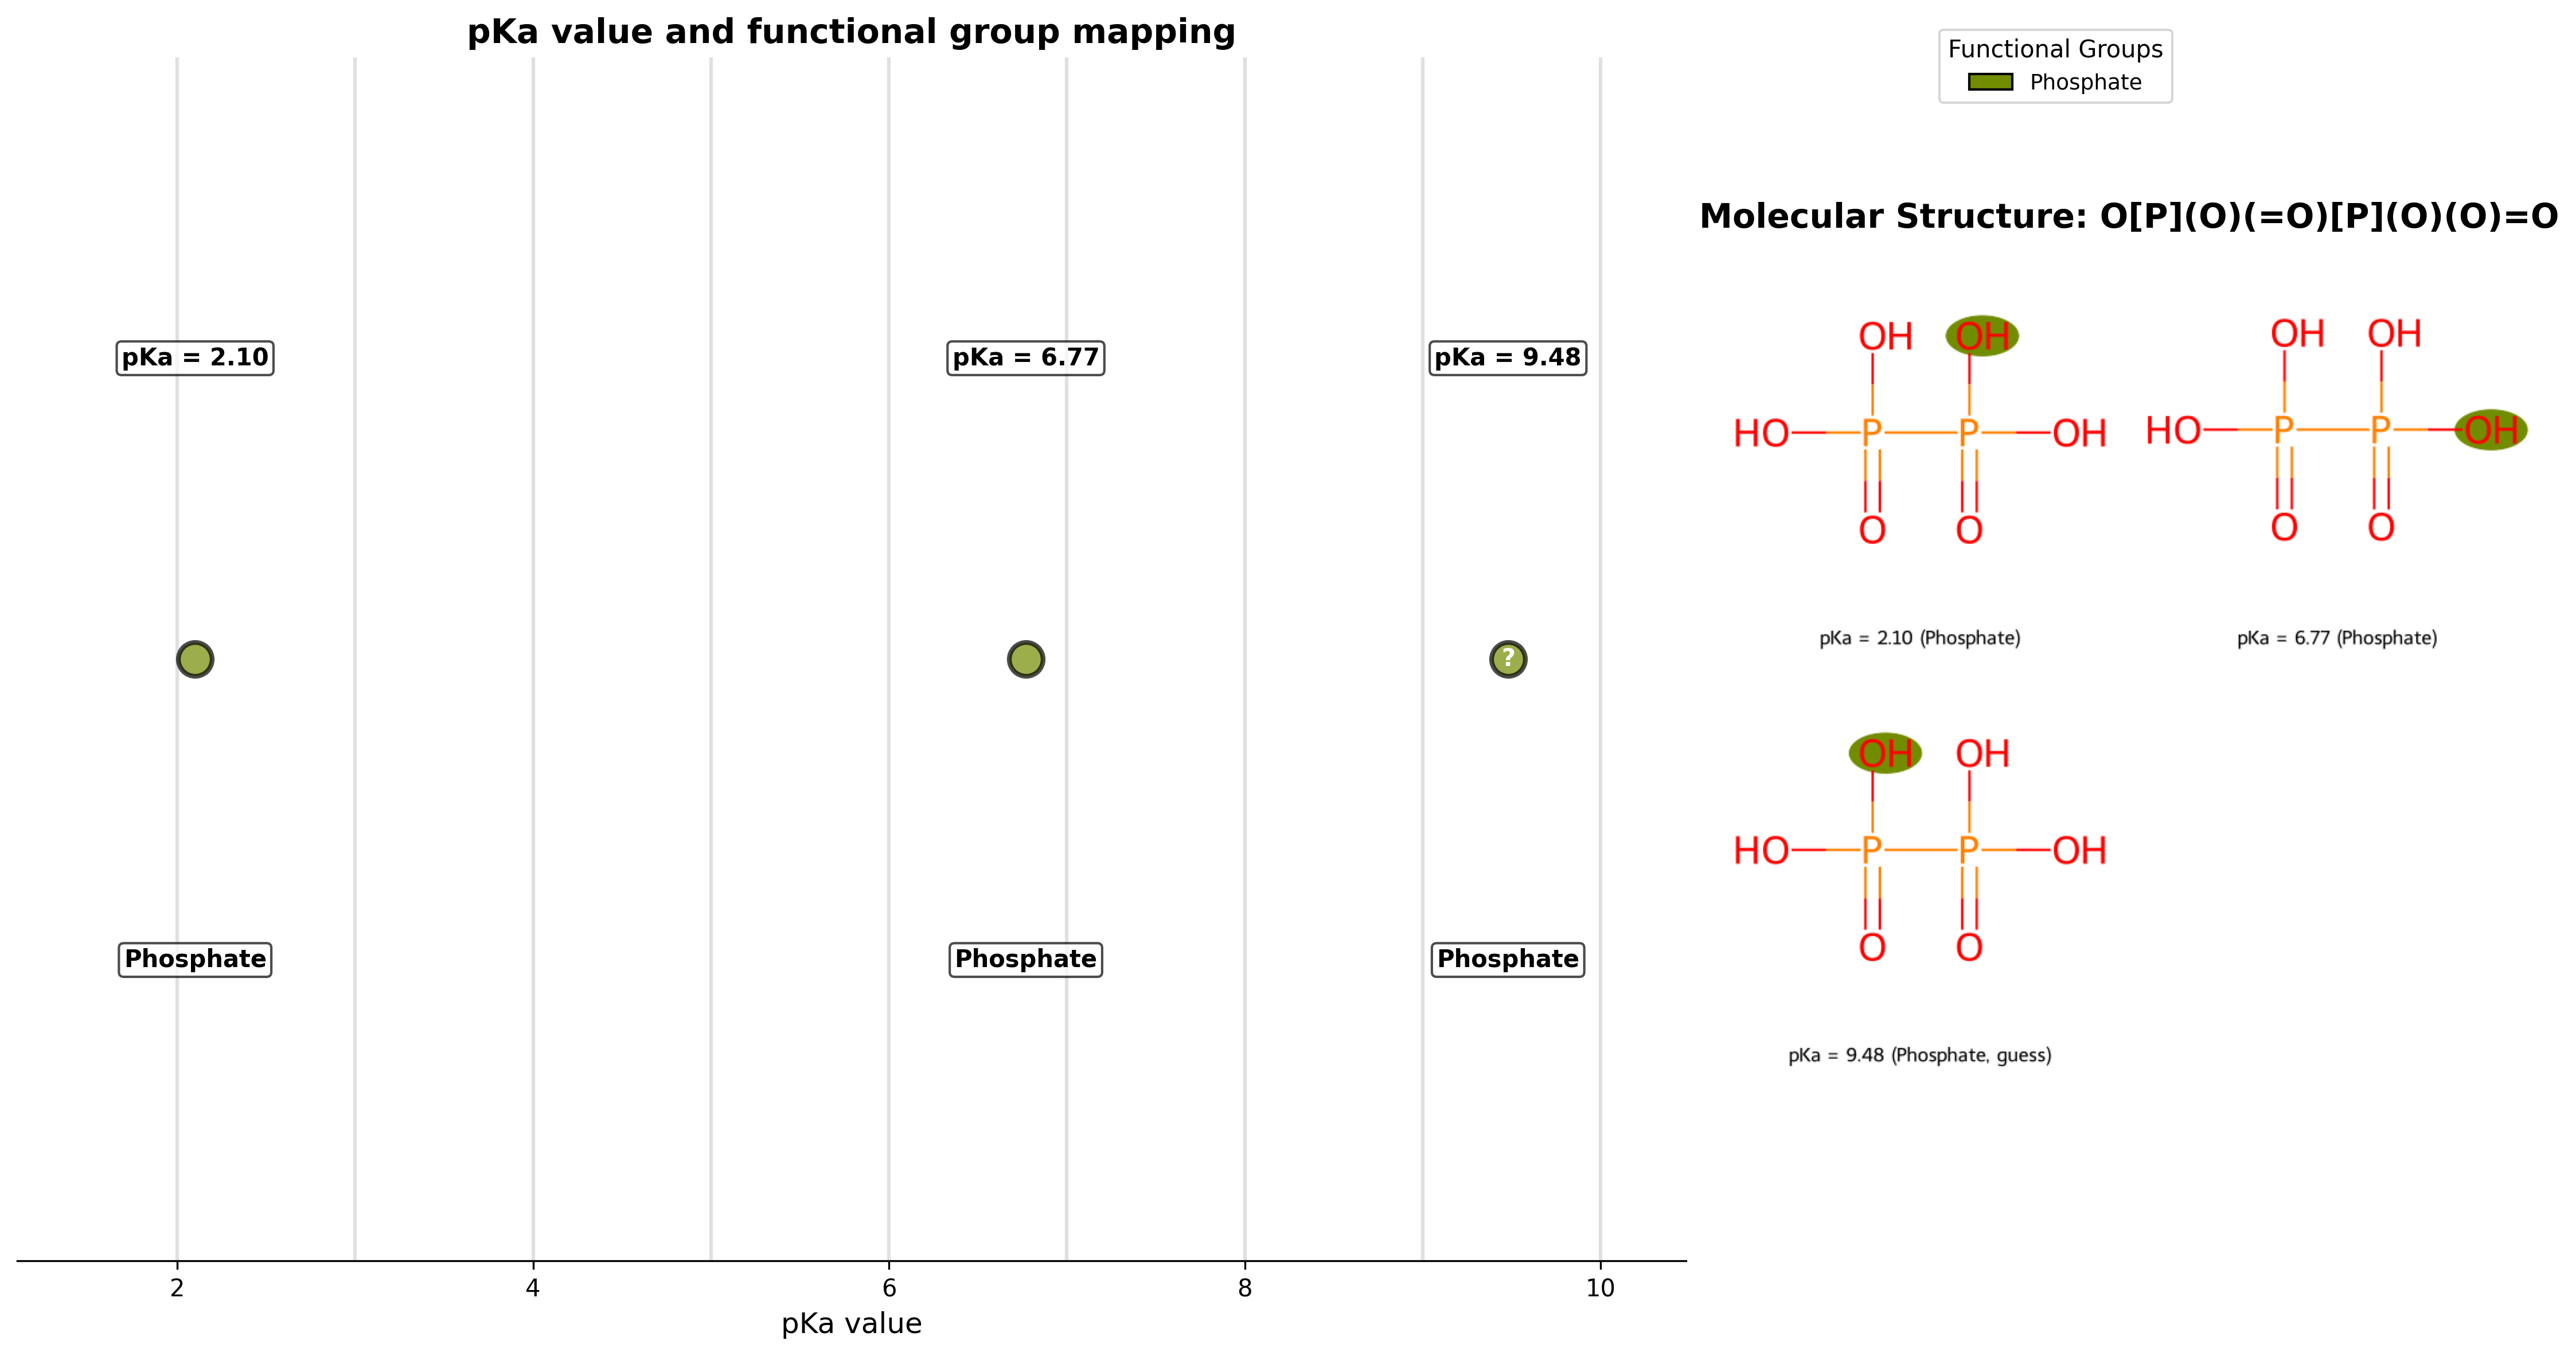 pKa value and functional group mapping
Functional Groups
Phosphate
Molecular Structure: O[P](O)(=O)[P](O)(O)=O
pKa = 2.10
pKa = 6.77
pKa = 9.48
?
Phosphate
Phosphate
Phosphate
2
4
6
8
10
pKa value
OH OH
HO P P OH
O O
pKa = 2.10 (Phosphate)
OH OH
HO P P OH
O O
pKa = 6.77 (Phosphate)
OH OH
HO P P OH
O O
pKa = 9.48 (Phosphate, guess)